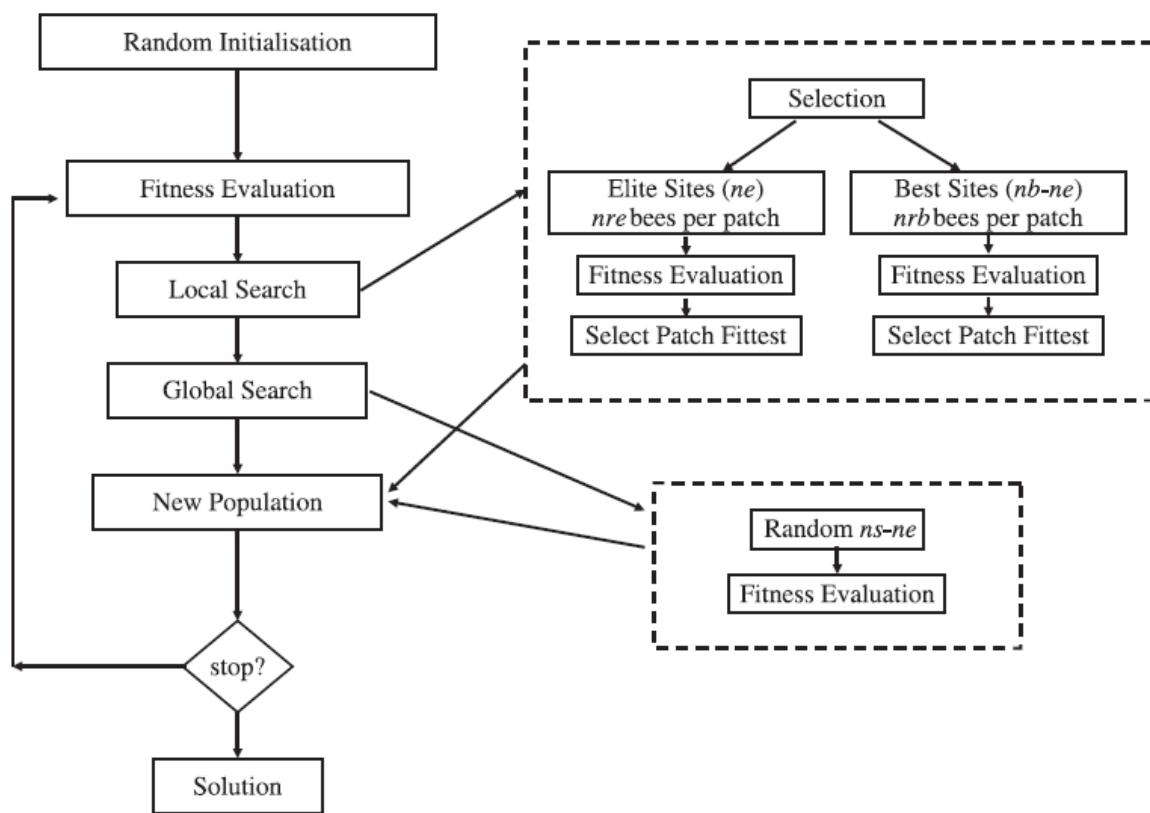 Random Initialisation
Fitness Evaluation
Local Search
Global Search
New Population
stop?
Solution
Selection
Elite Sites (ne)
nre bees per patch
Fitness Evaluation
Select Patch Fittest
Best Sites (nb-ne)
nrb bees per patch
Fitness Evaluation
Select Patch Fittest
Random ns-ne
Fitness Evaluation